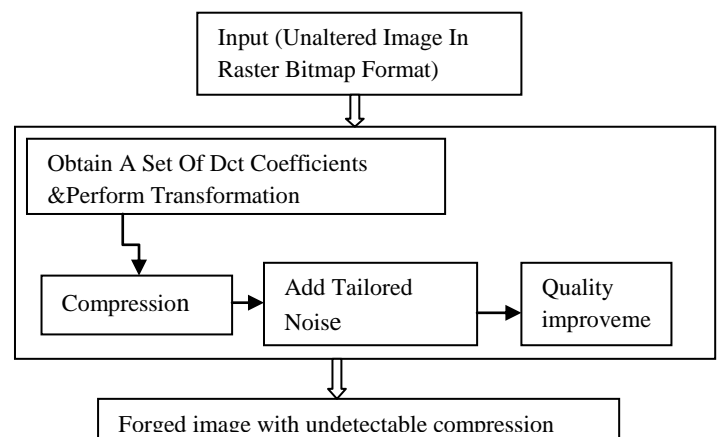 Input (Unaltered Image In
Raster Bitmap Format)
Obtain A Set Of Dct Coefficients
&Perform Transformation
Compression
Add Tailored
Noise
Quality
improveme
Forged image with undetectable compression